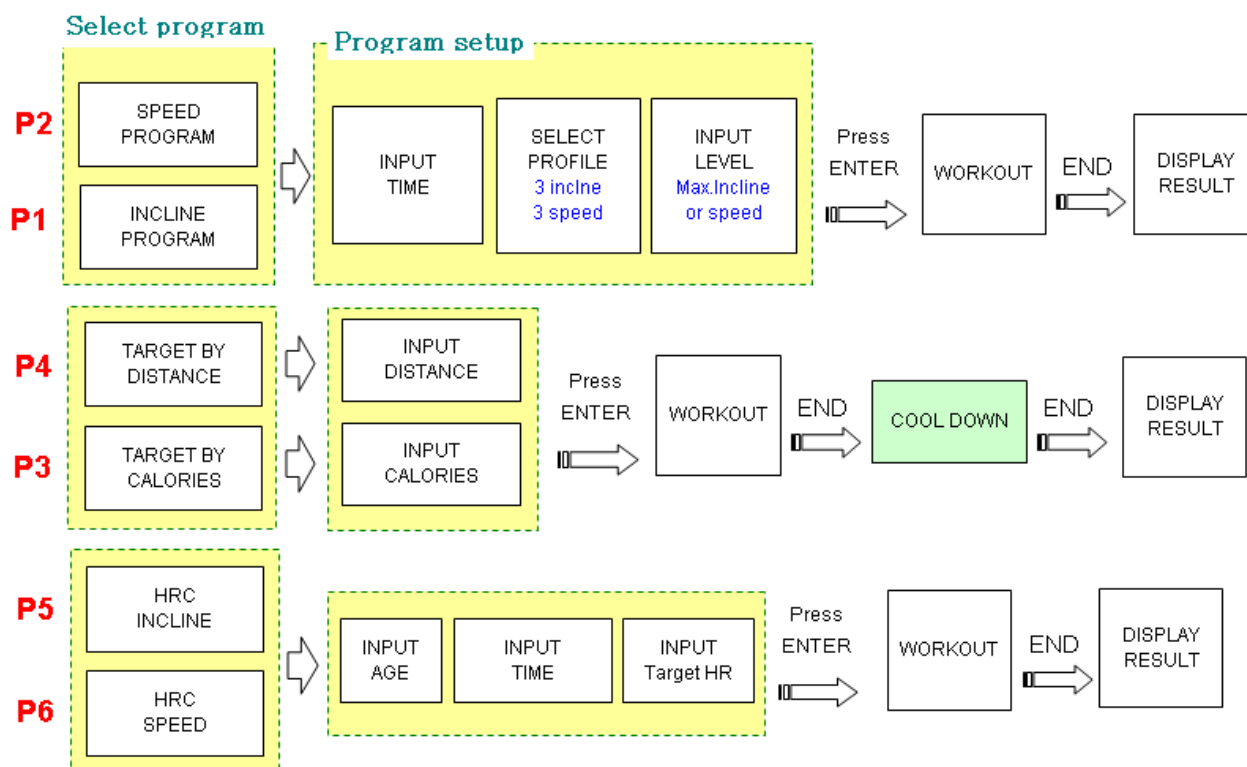 Select program
Program setup
P2
SPEED
PROGRAM
P1
INCLINE
PROGRAM
INPUT
TIME
SELECT
PROFILE
3 inclne
3 speed
INPUT
LEVEL
Max.Incline
or speed
Press
ENTER
WORKOUT
END
DISPLAY
RESULT
P4
TARGET BY
DISTANCE
P3
TARGET BY
CALORIES
INPUT
DISTANCE
INPUT
CALORIES
Press
ENTER
WORKOUT
END
COOL DOWN
END
DISPLAY
RESULT
P5
HRC
INCLINE
P6
HRC
SPEED
INPUT
AGE
INPUT
TIME
INPUT
Target HR
Press
ENTER
WORKOUT
END
DISPLAY
RESULT